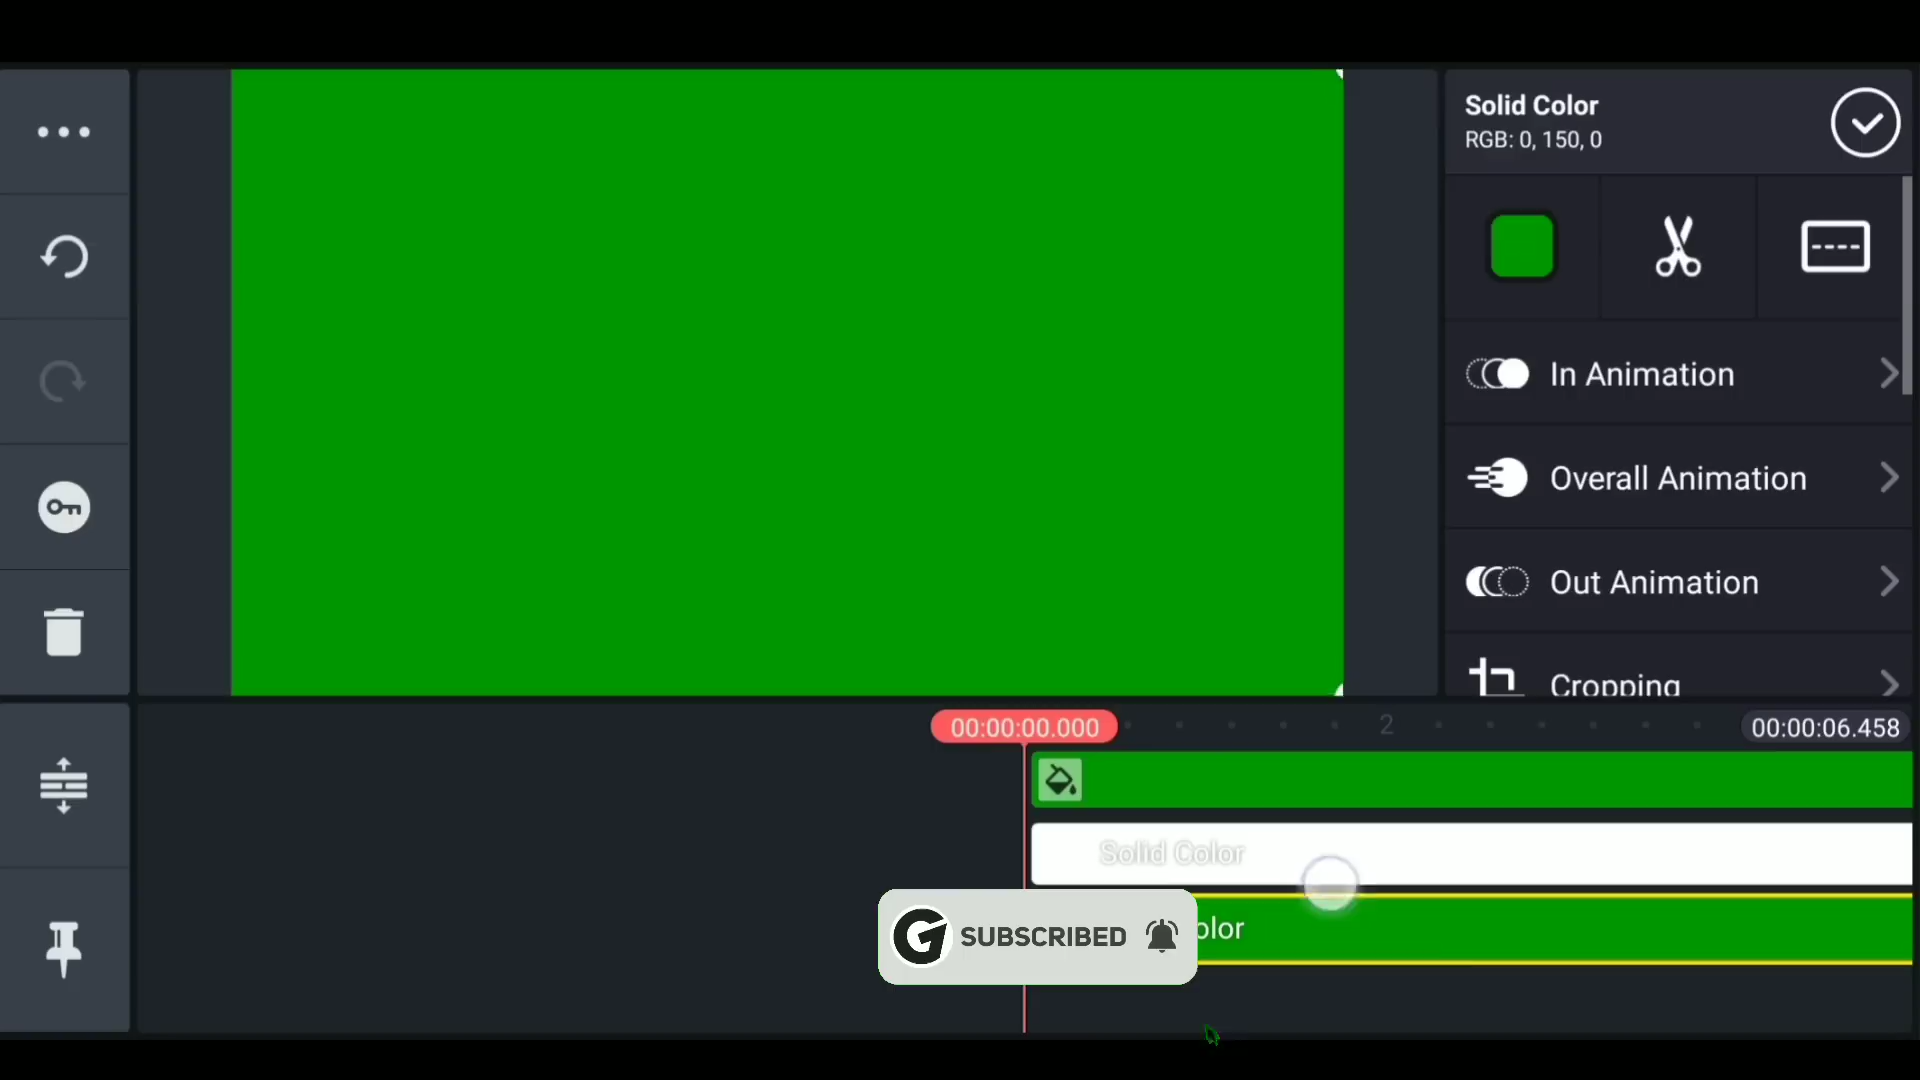 Solid Color
RGB: 0, 150, 0
In Animation
Overall Animation
Out Animation
Cropping
00:00:00.000
2
00:00:06.458
Solid Color
olor
SUBSCRIBED